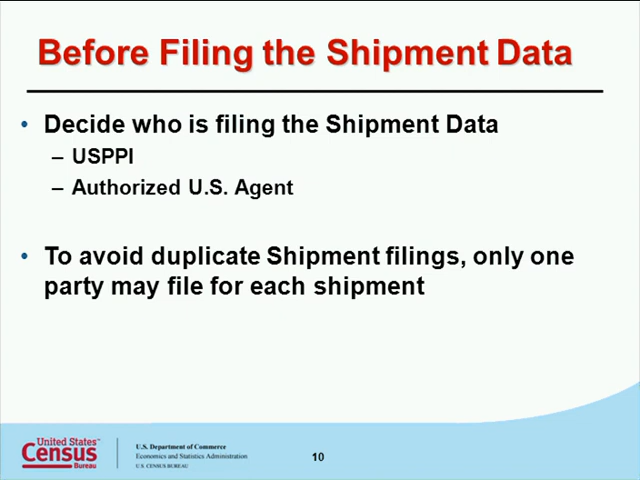 Before Filing the Shipment Data
• Decide who is filing the Shipment Data
– USPPI
– Authorized U.S. Agent
• To avoid duplicate Shipment filings, only one
party may file for each shipment
United States™
Census
Bureau
U.S. Department of Commerce
Economics and Statistics Administration
U.S. CENSUS BUREAU
10